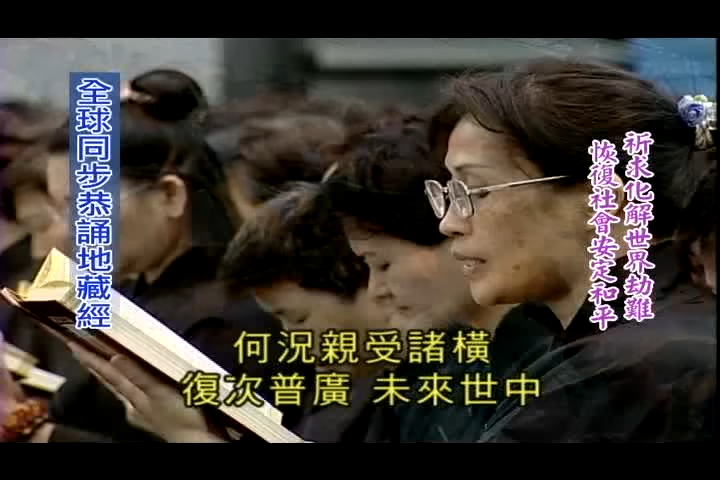 全球同步恭誦地藏經
祈求化解世界劫難
恢復社會安定和平
何況親受諸橫
復次普廣 未來世中